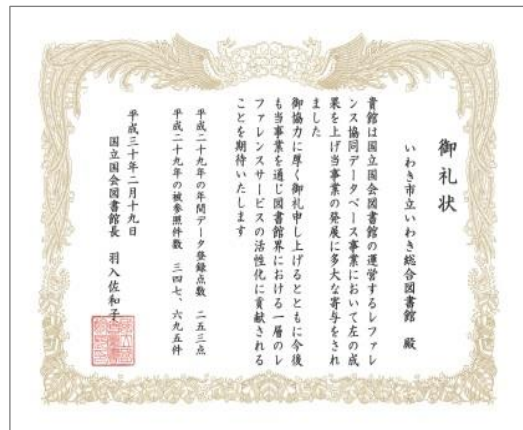 御礼状
いわき市立いわき総合図書館 殿
貴館は国立国会図書館の運営するレファレ
ンス協同データベース事業において左の成
果を上げ当事業の発展に多大な寄与をされ
ました
御協力に厚く御礼申し上げるとともに今後
も当事業を通じ図書館界における一層のレ
ファレンスサービスの活性化に貢献される
ことを期待いたします
平成二十九年の年間データ登録点数 二五三点
平成二十九年の被参照件数 三四七、六九五件
平成三十年二月十九日
国立国会図書館長 羽入佐和子